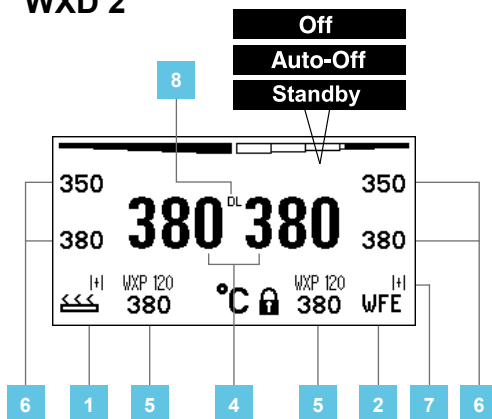 WXD 2
Off
Auto-Off
Standby
8
350 350
DL
380 380
380 380
|+| WXP 120 WXP 120 |+|
380 °C 380 WFE
6 1 5 4 5 2 7 6